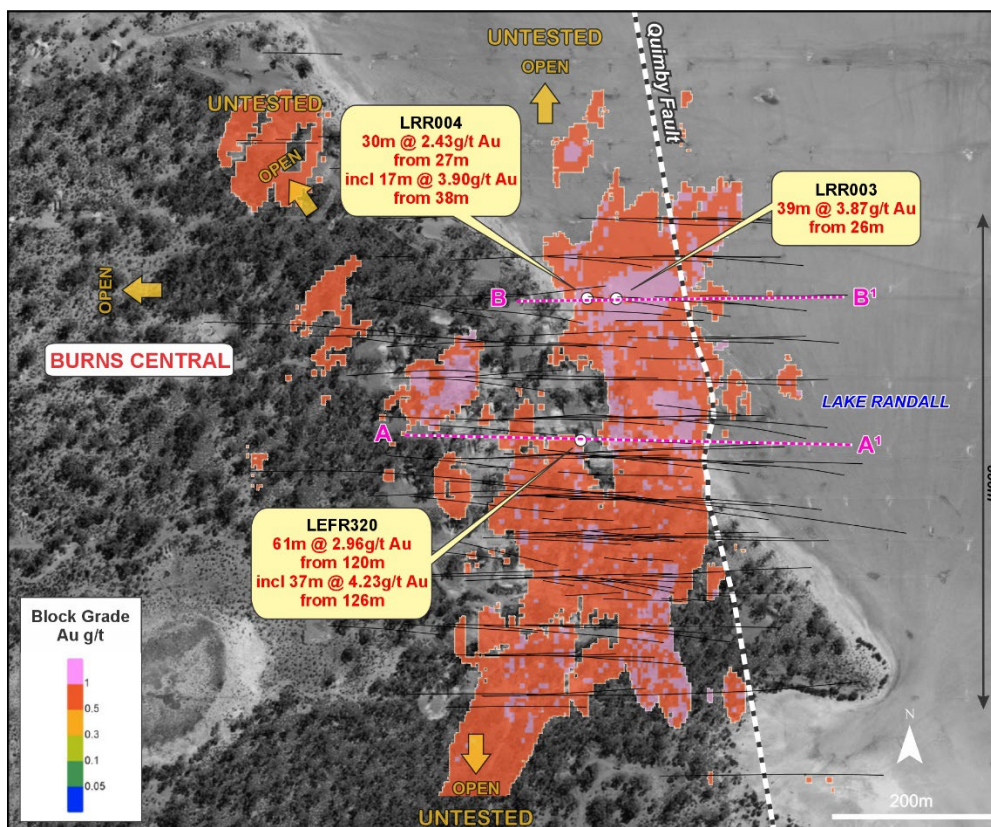 UNTESTED
OPEN
Quimby Fault
UNTESTED
OPEN
LRR004
30m @ 2.43g/t Au
from 27m
incl 17m @ 3.90g/t Au
from 38m
LRR003
39m @ 3.87g/t Au
from 26m
OPEN
B
B¹
BURNS CENTRAL
LAKE RANDALL
A
A¹
LEFR320
61m @ 2.96g/t Au
from 120m
incl 37m @ 4.23g/t Au
from 126m
Block Grade
Au g/t
1
0.5
0.3
0.1
0.05
OPEN
UNTESTED
N
200m